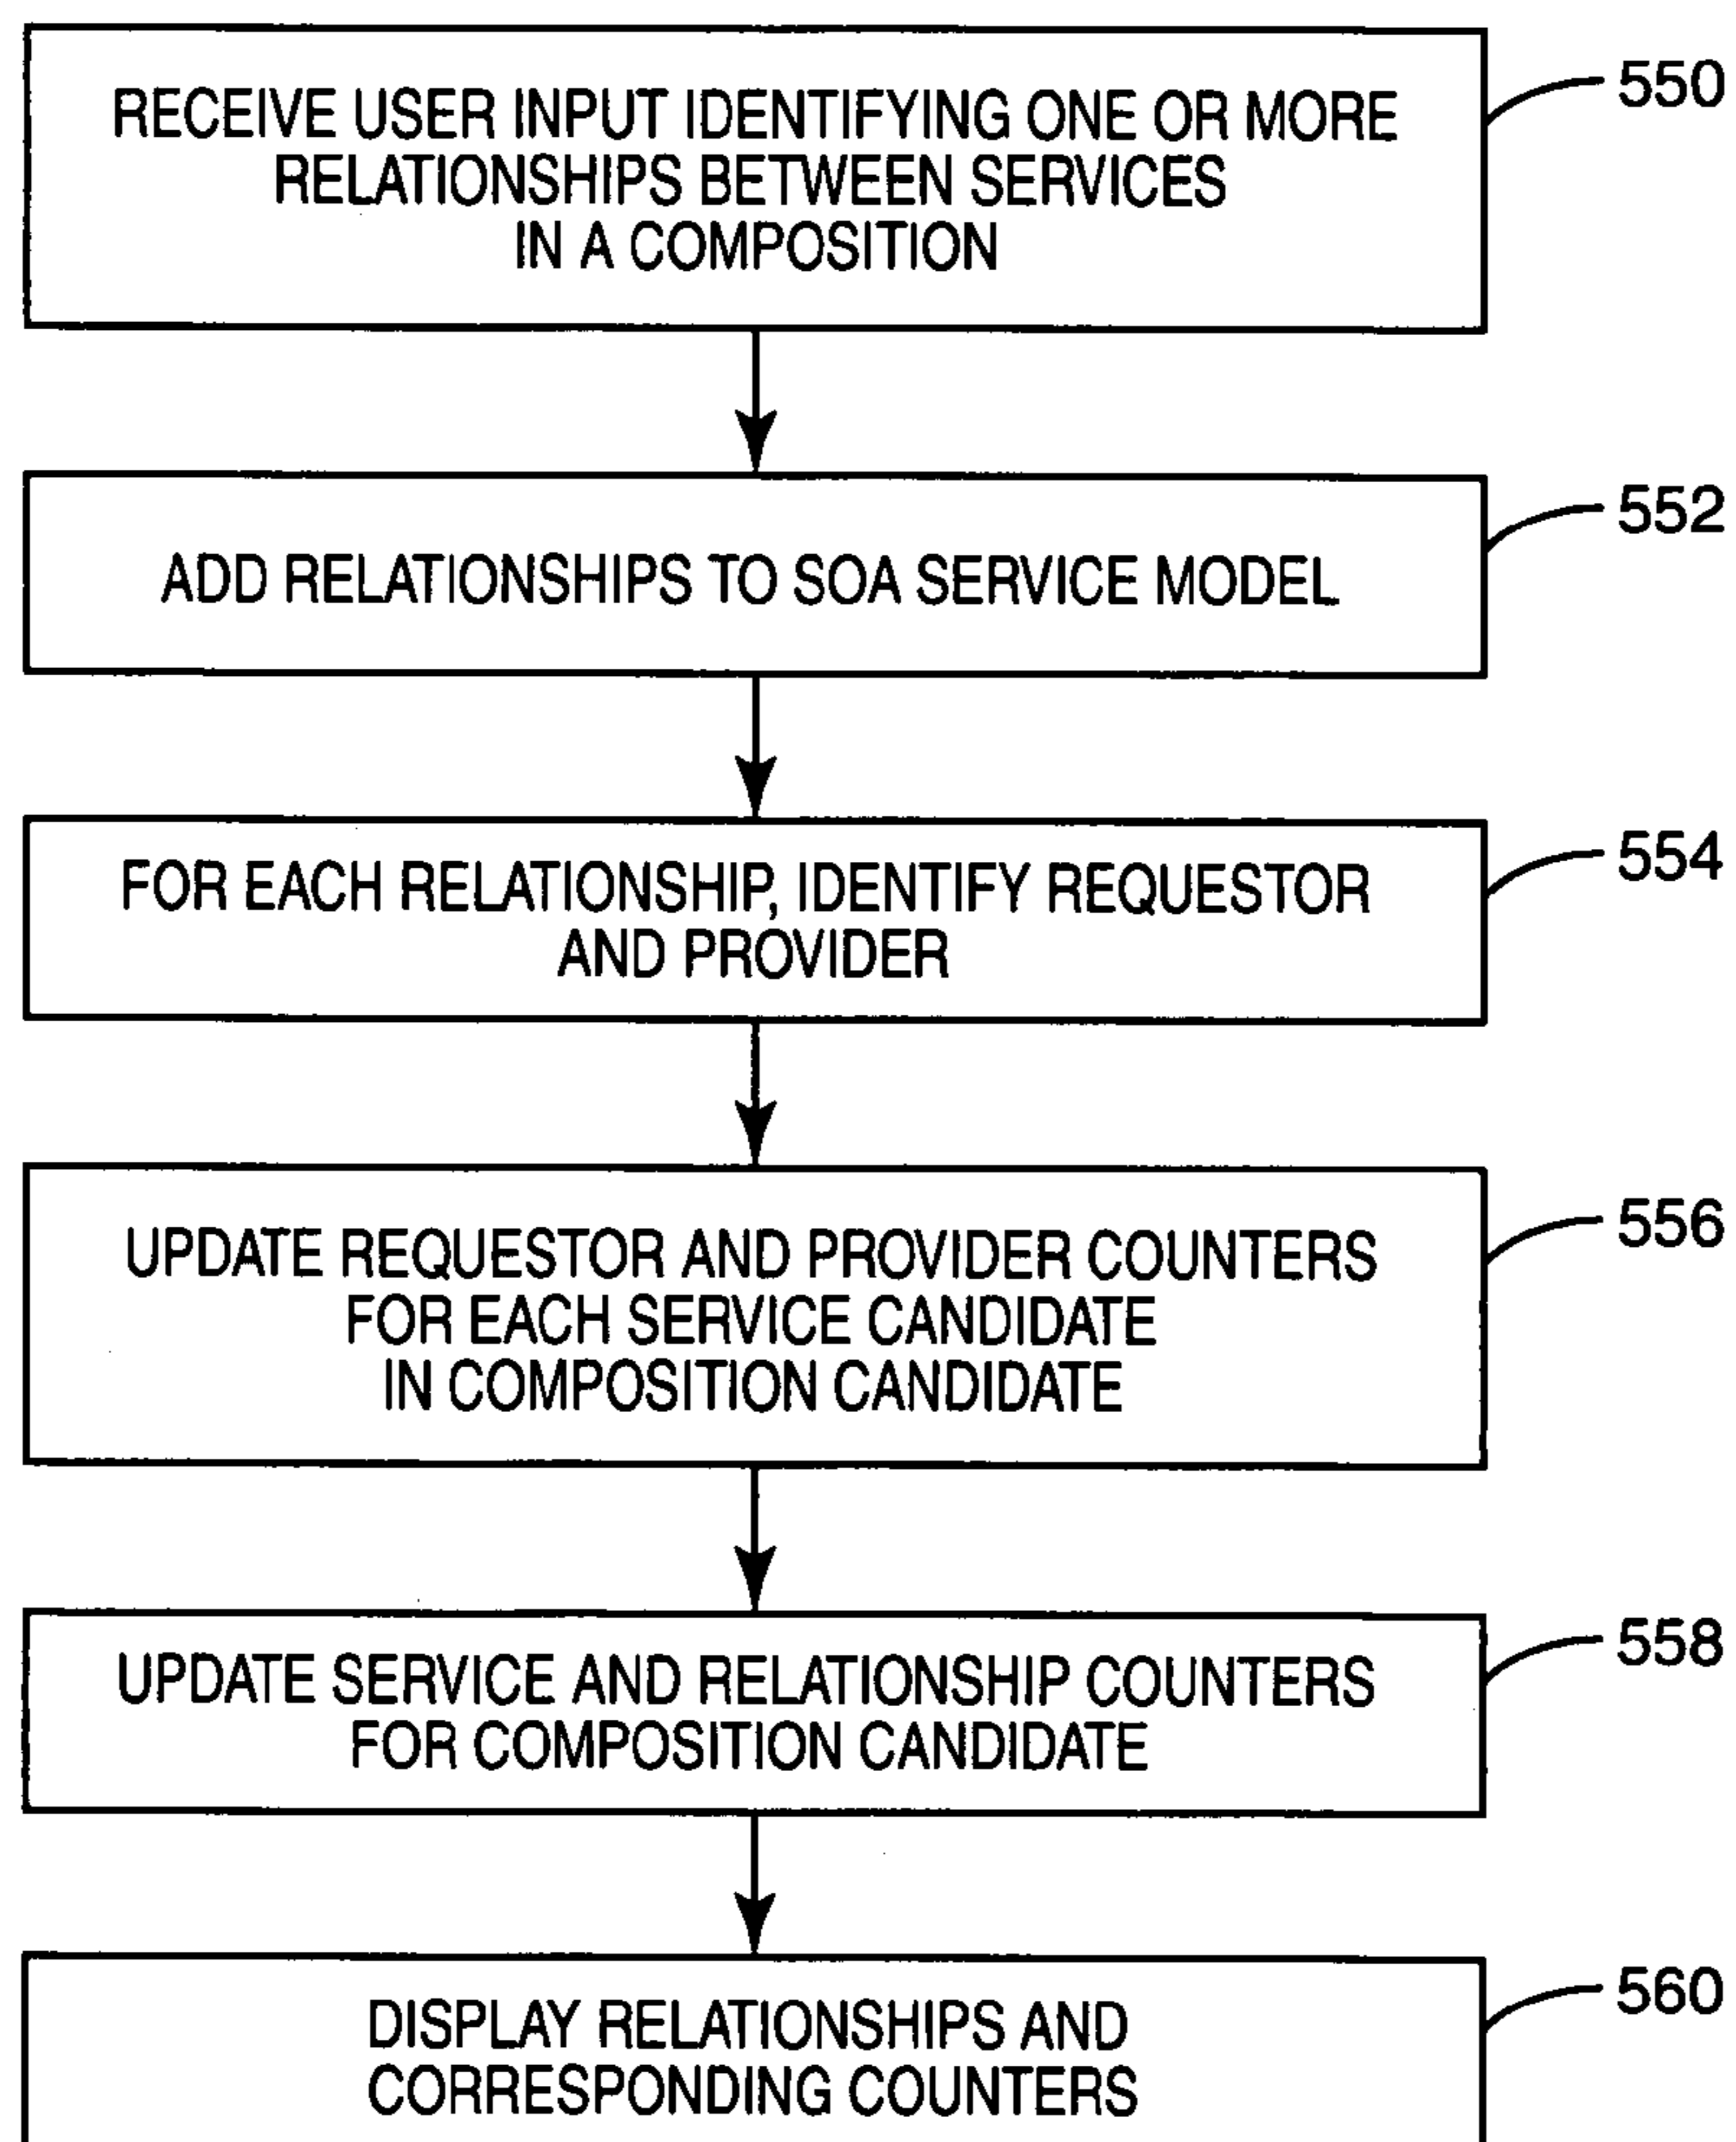 RECEIVE USER INPUT IDENTIFYING ONE OR MORE
RELATIONSHIPS BETWEEN SERVICES
IN A COMPOSITION
550
ADD RELATIONSHIPS TO SOA SERVICE MODEL
552
FOR EACH RELATIONSHIP, IDENTIFY REQUESTOR
AND PROVIDER
554
UPDATE REQUESTOR AND PROVIDER COUNTERS
FOR EACH SERVICE CANDIDATE
IN COMPOSITION CANDIDATE
556
UPDATE SERVICE AND RELATIONSHIP COUNTERS
FOR COMPOSITION CANDIDATE
558
DISPLAY RELATIONSHIPS AND
CORRESPONDING COUNTERS
560